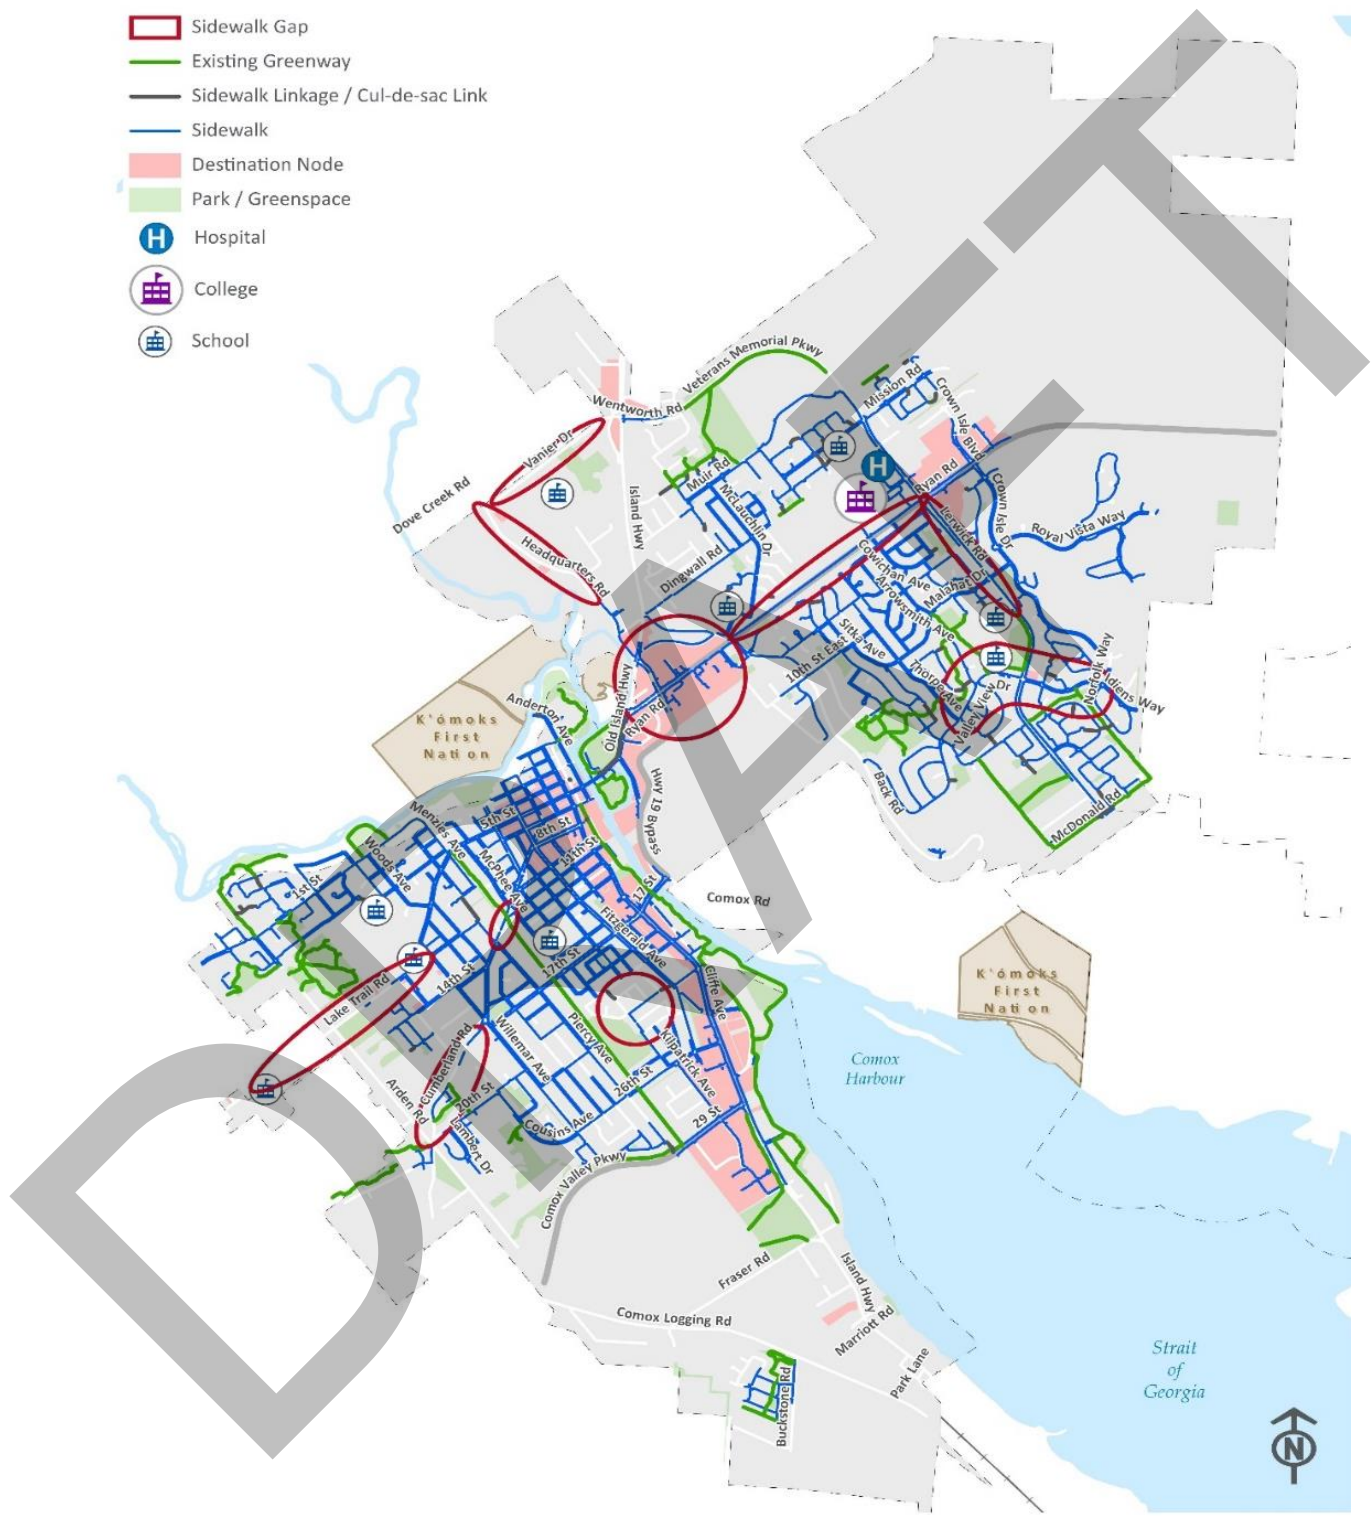 Sidewalk Gap
Existing Greenway
Sidewalk Linkage / Cul-de-sac Link
Sidewalk
Destination Node
Park / Greenspace
H
Hospital
College
School
DRAFT
Veterans Memorial Pkwy
Wentworth Rd
Mission Rd
Crown Isle Blvd
Vanier Dr
Dove Creek Rd
Island Hwy
Muir Rd
McLauchlin Dr
H
Ryan Rd
Lerwick Rd
Crown Isle Dr
Royal Vista Way
Headquarters Rd
Dingwall Rd
Cowichan Ave
Malahat Dr
Arrowsmith Ave
Sitka Ave
10th St East
Thorpe Ave
Valley View Dr
Norfolk Way
Old Island Hwy
Ryan Rd
Anderton Ave
K'ómoks
First
Nation
Hwy 19 Bypass
Back Rd
McDonald Rd
Menzies Ave
5th St
8th St
11th St
McPhee Ave
Woods Ave
1st St
17 St
Comox Rd
Fitzgerald Ave
17th St
14th St
Lake Trail Rd
Cliffe Ave
K'ómoks
First
Nation
Comox
Harbour
Cumberland Rd
Willemar Ave
Piercy Ave
Kilpatrick Ave
26th St
29 St
20th St
Arden Rd
Lambert Dr
Cousins Ave
Comox Valley Pkwy
Fraser Rd
Island Hwy
Comox Logging Rd
Marriott Rd
Park Lane
Buckstone Rd
Strait
of
Georgia
N